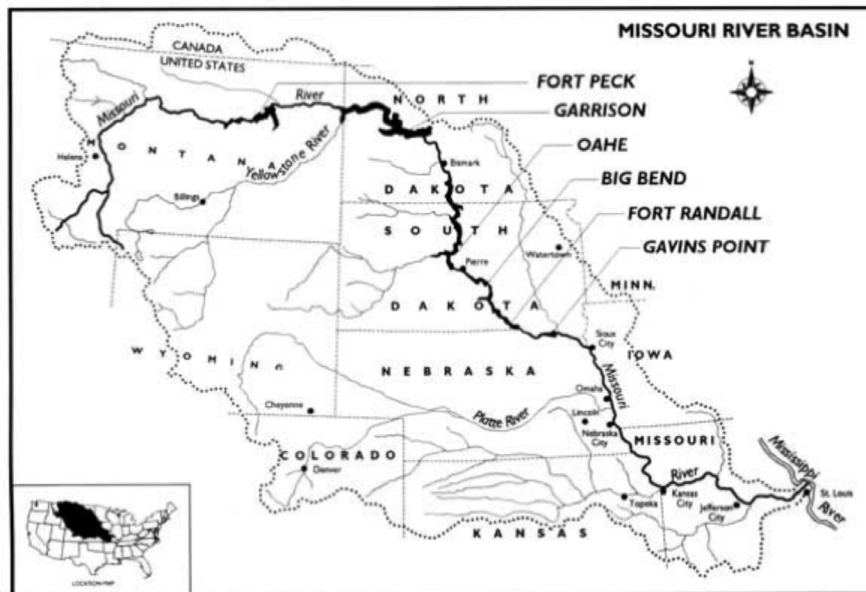 MISSOURI RIVER BASIN
CANADA
UNITED STATES
N
FORT PECK
GARRISON
OAHE
BIG BEND
FORT RANDALL
GAVINS POINT
Missouri
River
NORTH
Helena
MONTANA
Yellowstone River
Bismark
Billings
DAKOTA
SOUTH
Pierre
Watertown
DAKOTA
MINN.
WYOMING
Sioux
City
IOWA
NEBRASKA
Missouri
Omaha
Cheyenne
Platte River
Lincoln
Nebraska
City
MISSOURI
COLORADO
Denver
River
Mississippi
River
St. Louis
Topeka
Kansas
City
Jefferson
City
KANSAS
LOCATION MAP